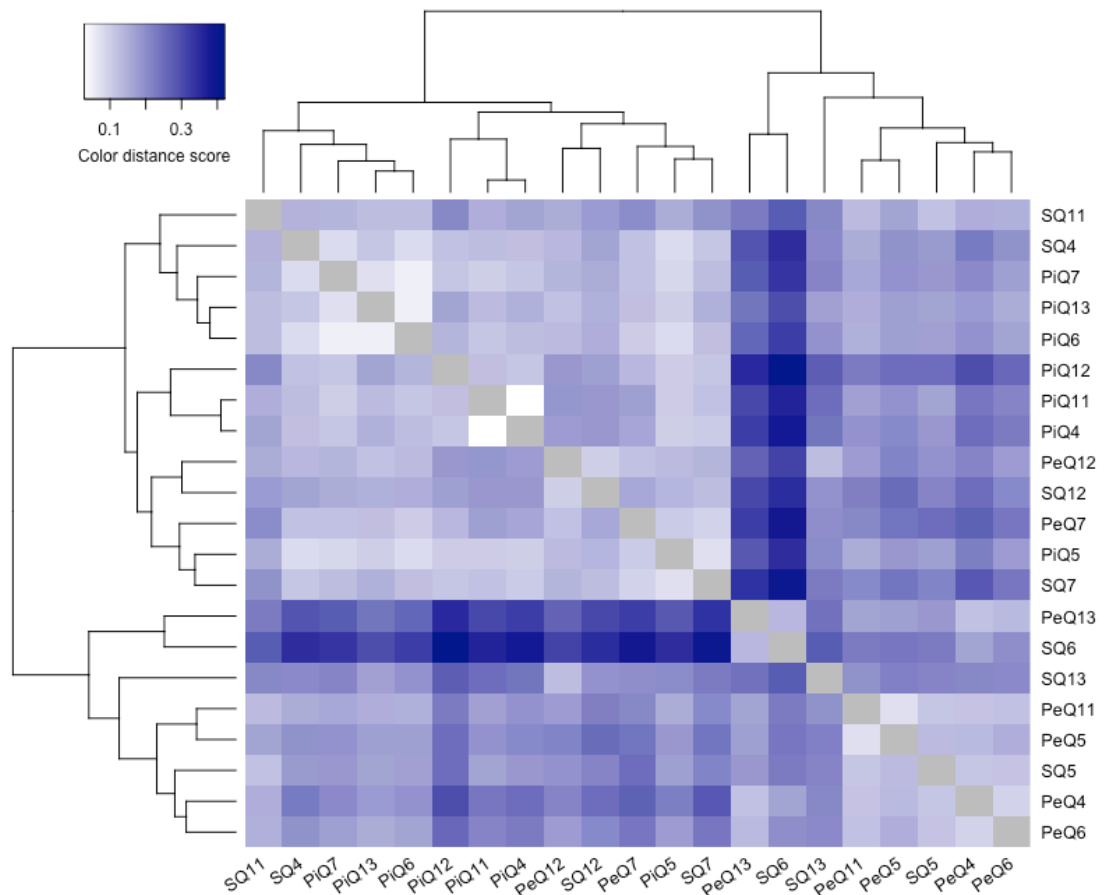 0.1 0.3
Color distance score
SQ11
SQ4
PiQ7
PiQ13
PiQ6
PiQ12
PiQ11
PiQ4
PeQ12
SQ12
PeQ7
PiQ5
SQ7
PeQ13
SQ6
SQ13
PeQ11
PeQ5
SQ5
PeQ4
PeQ6
SQ11 SQ4 PiQ7 PiQ13 PiQ6 PiQ12 PiQ11 PiQ4 PeQ12 SQ12 PeQ7 PiQ5 SQ7 PeQ13 SQ6 SQ13 PeQ11 PeQ5 SQ5 PeQ4 PeQ6